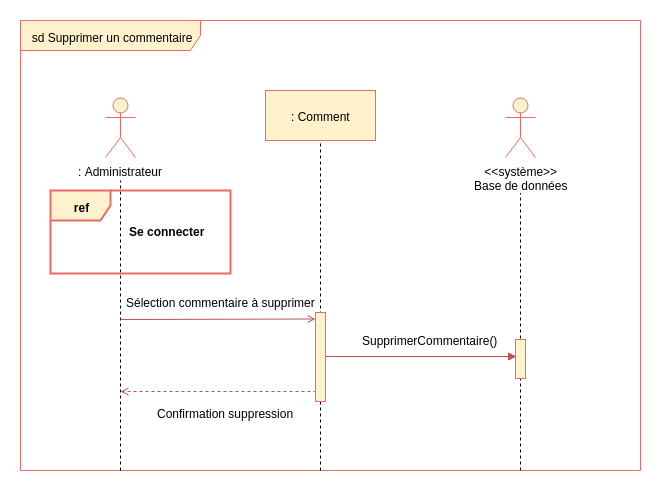 sd Supprimer un commentaire
: Comment
: Administrateur
<<système>>
Base de données
ref
Se connecter
Sélection commentaire à supprimer
SupprimerCommentaire()
Confirmation suppression